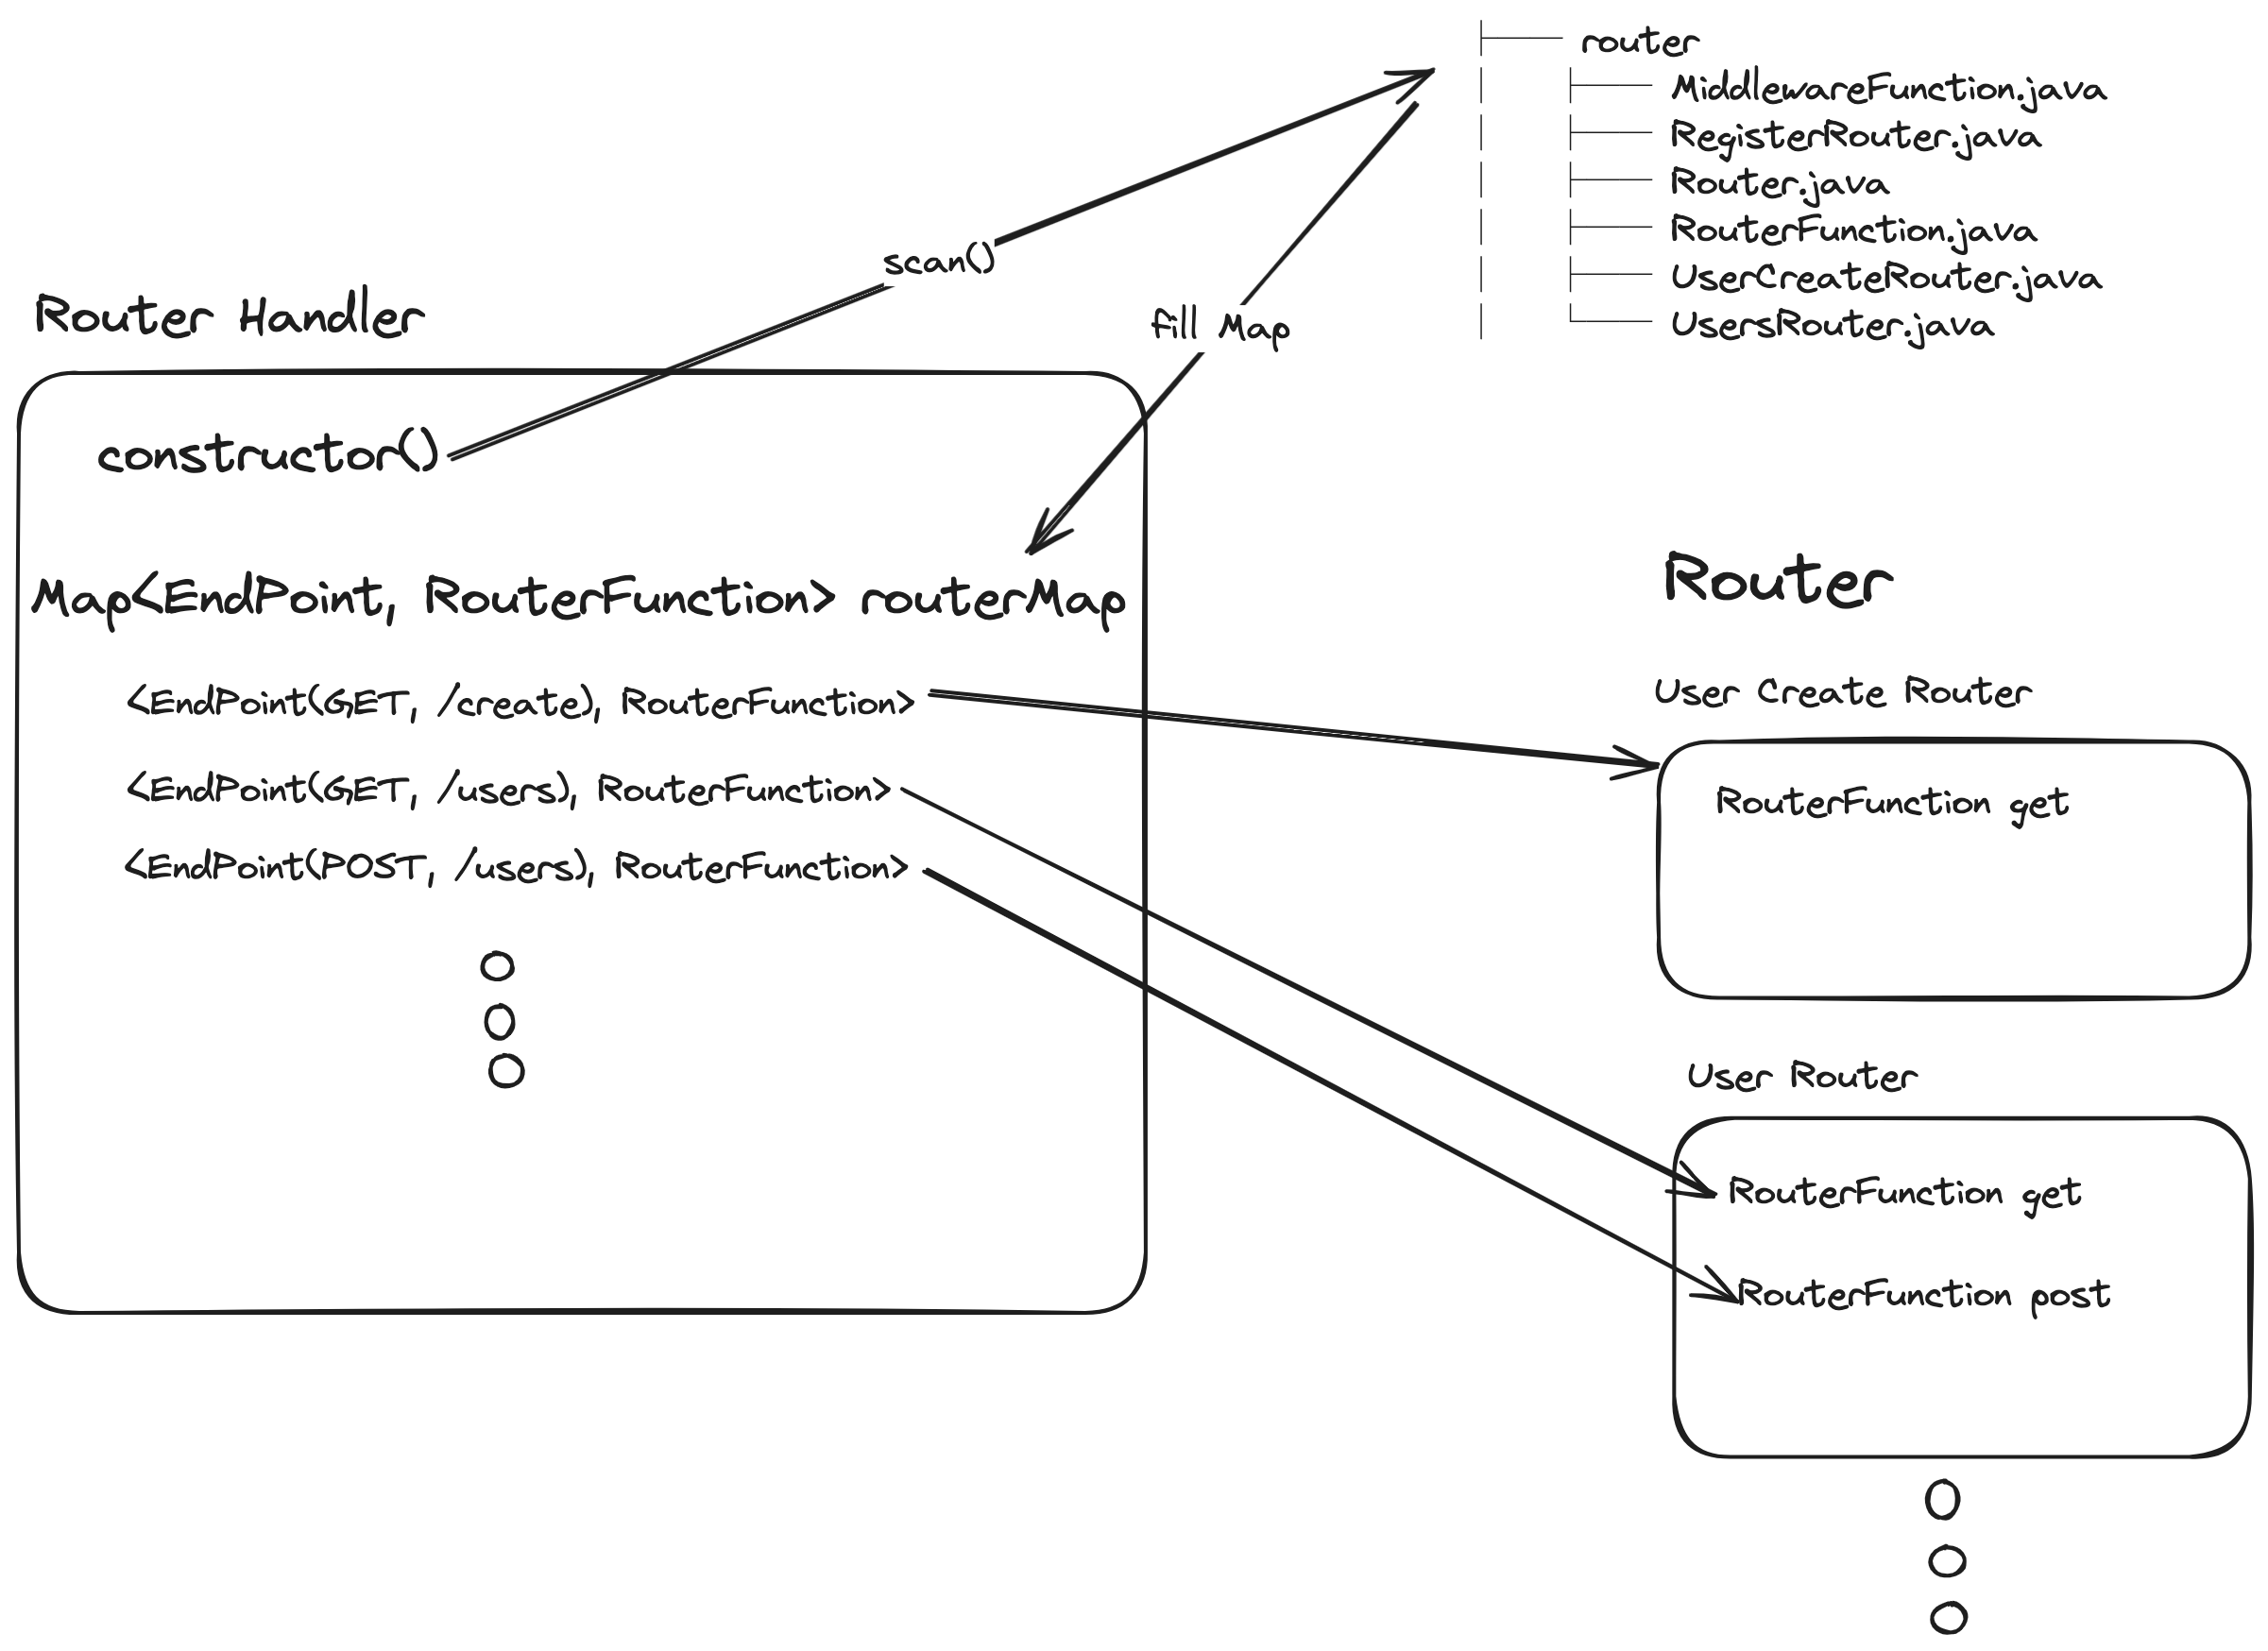 router
MiddlewareFunction.java
RegisterRouter.java
Router.java
RouterFunction.java
UserCreateRouter.java
UsersRouter.java
scan()
fill Map
Router Handler
constructor()
Map<EndPoint, RouterFunction> routerMap
<EndPoint(GET, /create), RouterFunction>
<EndPoint(GET, /users), RouterFunction>
<EndPoint(POST, /users), RouterFunction>
Router
User Create Router
RouterFunction get
User Router
RouterFunction get
RouterFunction post